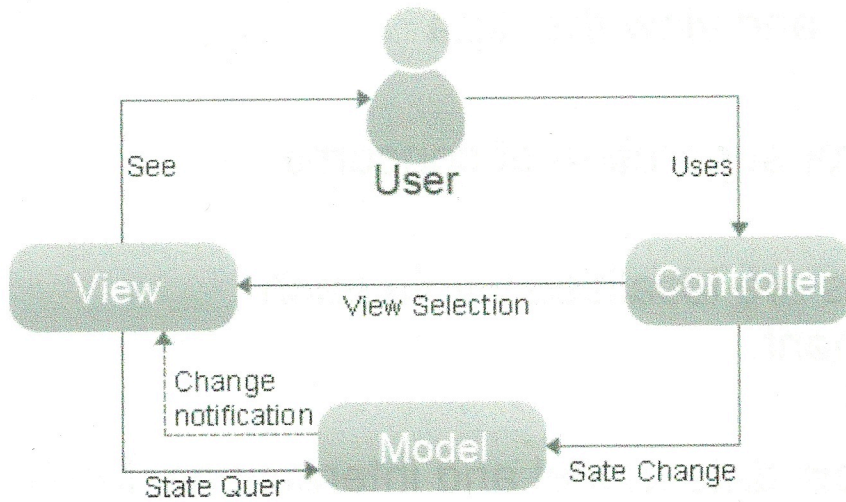 User
See
Uses
View
Controller
View Selection
Change
notification
Model
State Quer
Sate Change